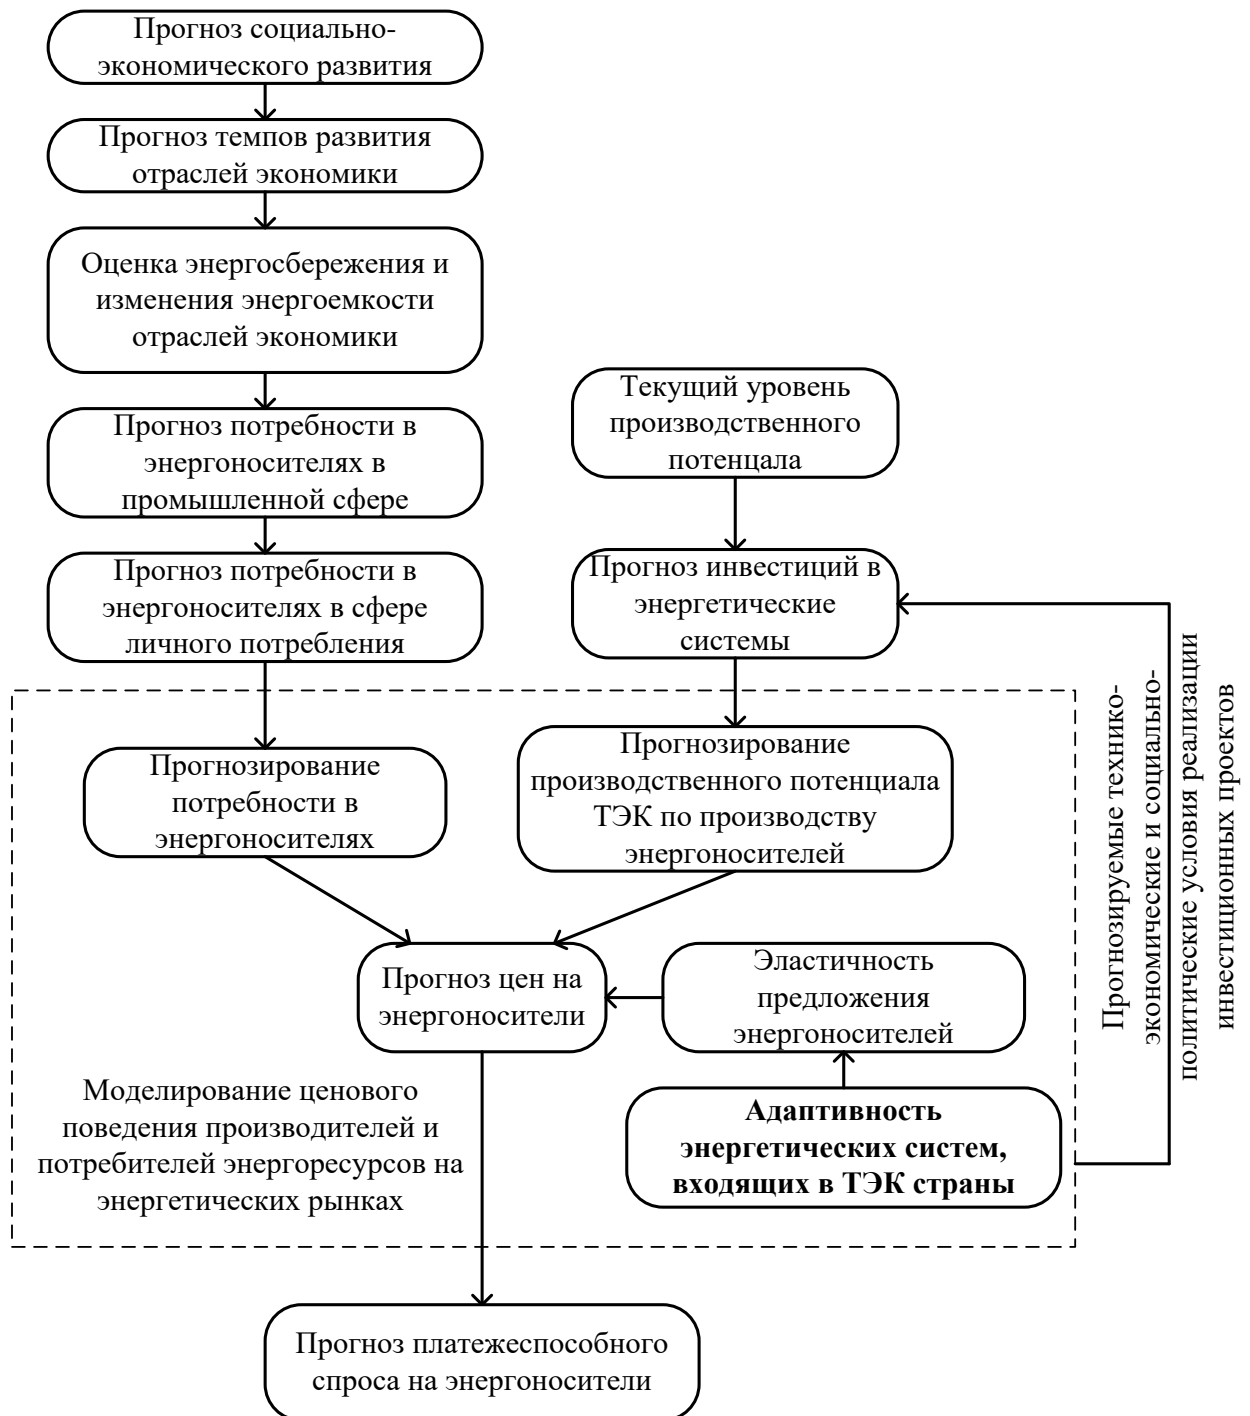 Прогноз социально-
экономического развития
Прогноз темпов развития
отраслей экономики
Оценка энергосбережения и
изменения энергоемкости
отраслей экономики
Прогноз потребности в
энергоносителях в
промышленной сфере
Прогноз потребности в
энергоносителях в сфере
личного потребления
Текущий уровень
производственного
потенцала
Прогноз инвестиций в
энергетические
системы
Прогнозирование
потребности в
энергоносителях
Прогнозирование
производственного потенциала
ТЭК по производству
энергоносителей
Прогноз цен на
энергоносители
Эластичность
предложения
энергоносителей
Адаптивность
энергетических систем,
входящих в ТЭК страны
Моделирование ценового
поведения производителей и
потребителей энергоресурсов на
энергетических рынках
Прогнозируемые технико-
экономические и социально-
политические условия реализации
инвестиционных проектов
Прогноз платежеспособного
спроса на энергоносители